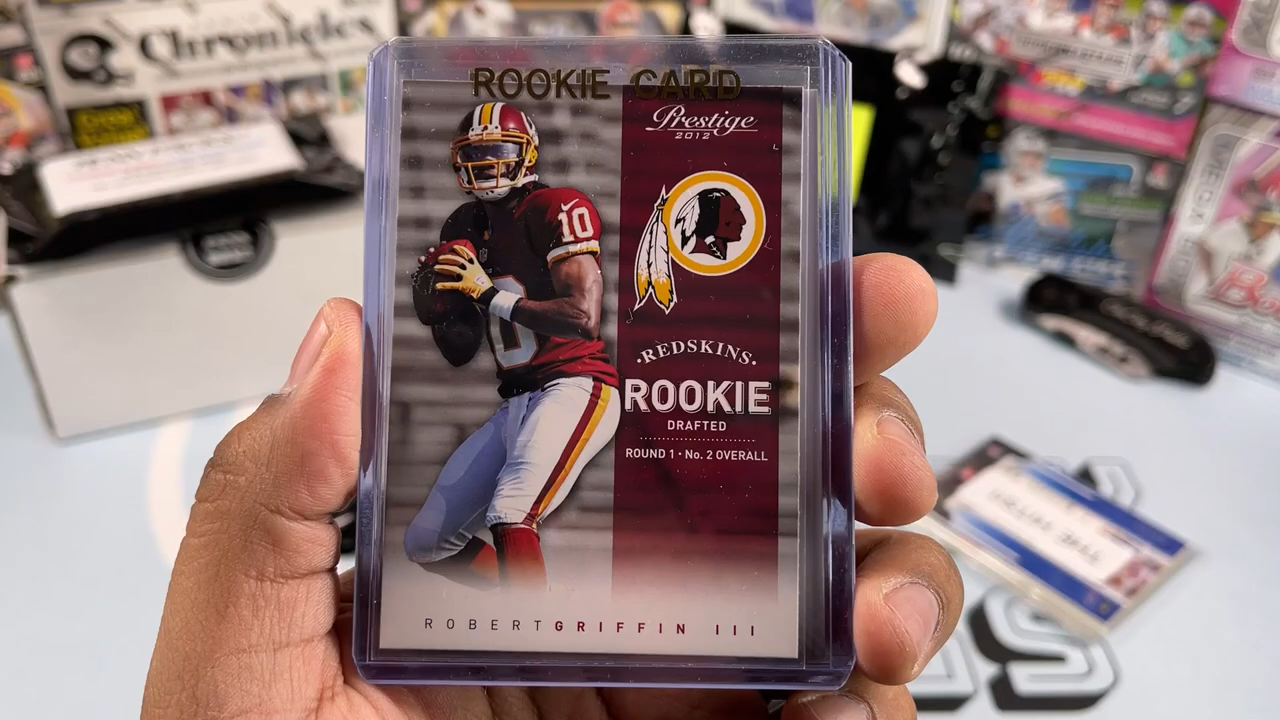 Chronicles
ROOKIE CARD
Prestige
2012
10
REDSKINS.
ROOKIE
DRAFTED
ROUND 1 • No. 2 OVERALL
ROBERT GRIFFIN III